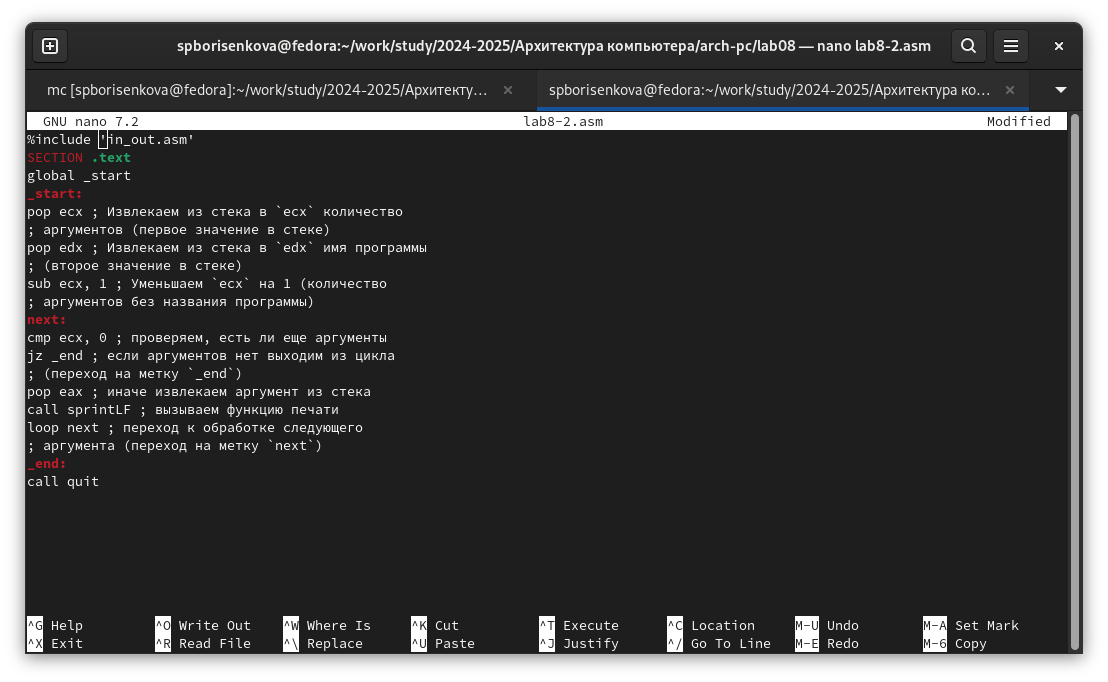 spborisenkova@fedora:~/work/study/2024-2025/Архитектура компьютера/arch-pc/lab08 — nano lab8-2.asm
mc [spborisenkova@fedora]:~/work/study/2024-2025/Архитекту…
spborisenkova@fedora:~/work/study/2024-2025/Архитектура ко…
GNU nano 7.2 lab8-2.asm Modified
%include 'in_out.asm'
SECTION .text
global _start
_start:
pop ecx ; Извлекаем из стека в `ecx` количество
; аргументов (первое значение в стеке)
pop edx ; Извлекаем из стека в `edx` имя программы
; (второе значение в стеке)
sub ecx, 1 ; Уменьшаем `ecx` на 1 (количество
; аргументов без названия программы)
next:
cmp ecx, 0 ; проверяем, есть ли еще аргументы
jz _end ; если аргументов нет выходим из цикла
; (переход на метку `_end`)
pop eax ; иначе извлекаем аргумент из стека
call sprintLF ; вызываем функцию печати
loop next ; переход к обработке следующего
; аргумента (переход на метку `next`)
_end:
call quit
^G Help ^O Write Out ^W Where Is ^K Cut ^T Execute ^C Location M-U Undo M-A Set Mark
^X Exit ^R Read File ^\ Replace ^U Paste ^J Justify ^/ Go To Line M-E Redo M-6 Copy